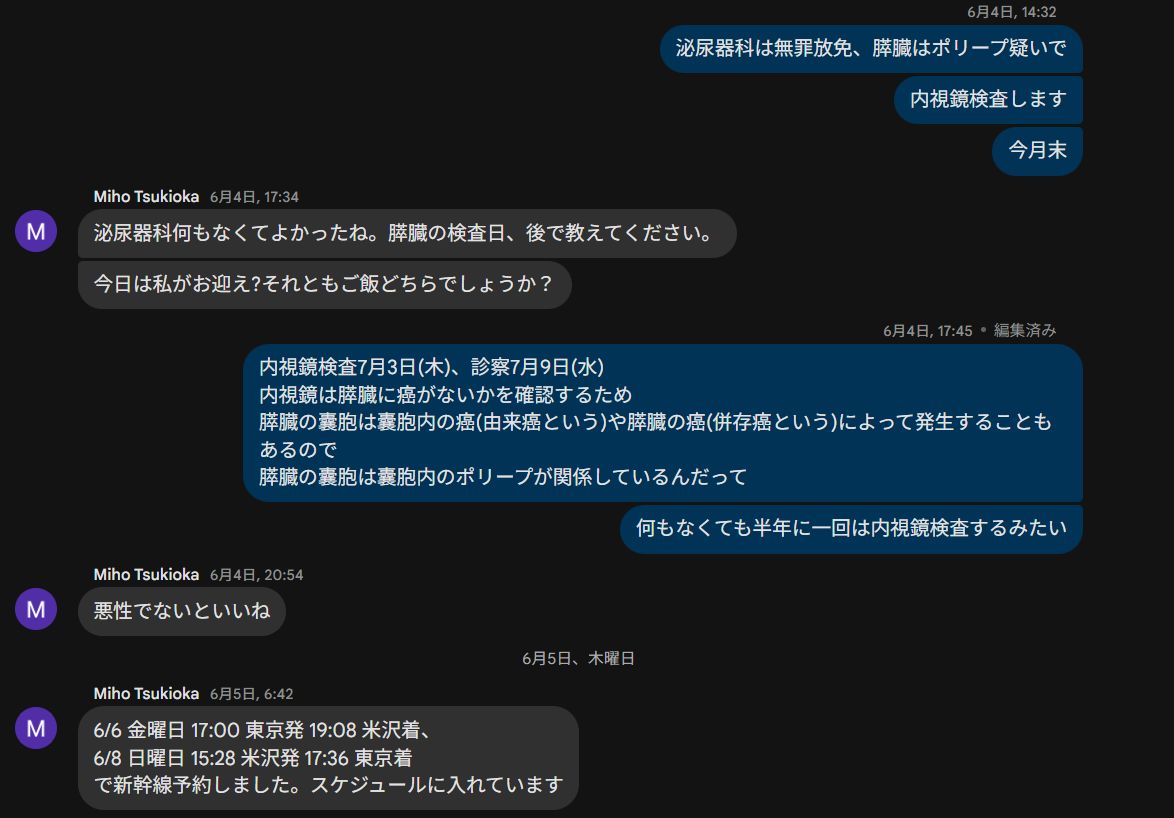 6月4日, 14:32
泌尿器科は無罪放免、膵臓はポリープ疑いで
内視鏡検査します
今月末
Miho Tsukioka 6月4日, 17:34
M
泌尿器科何もなくてよかったね。膵臓の検査日、後で教えてください。
今日は私がお迎え?それともご飯どちらでしょうか？
6月4日, 17:45 • 編集済み
内視鏡検査7月3日(木)、診察7月9日(水)
内視鏡は膵臓に癌がないかを確認するため
膵臓の嚢胞は嚢胞内の癌(由来癌という)や膵臓の癌(併存癌という)によって発生することも
あるので
膵臓の嚢胞は嚢胞内のポリープが関係しているんだって
何もなくても半年に一回は内視鏡検査するみたい
Miho Tsukioka 6月4日, 20:54
M
悪性でないといいね
6月5日、木曜日
Miho Tsukioka 6月5日, 6:42
M
6/6 金曜日 17:00 東京発 19:08 米沢着、
6/8 日曜日 15:28 米沢発 17:36 東京着
で新幹線予約しました。スケジュールに入れています